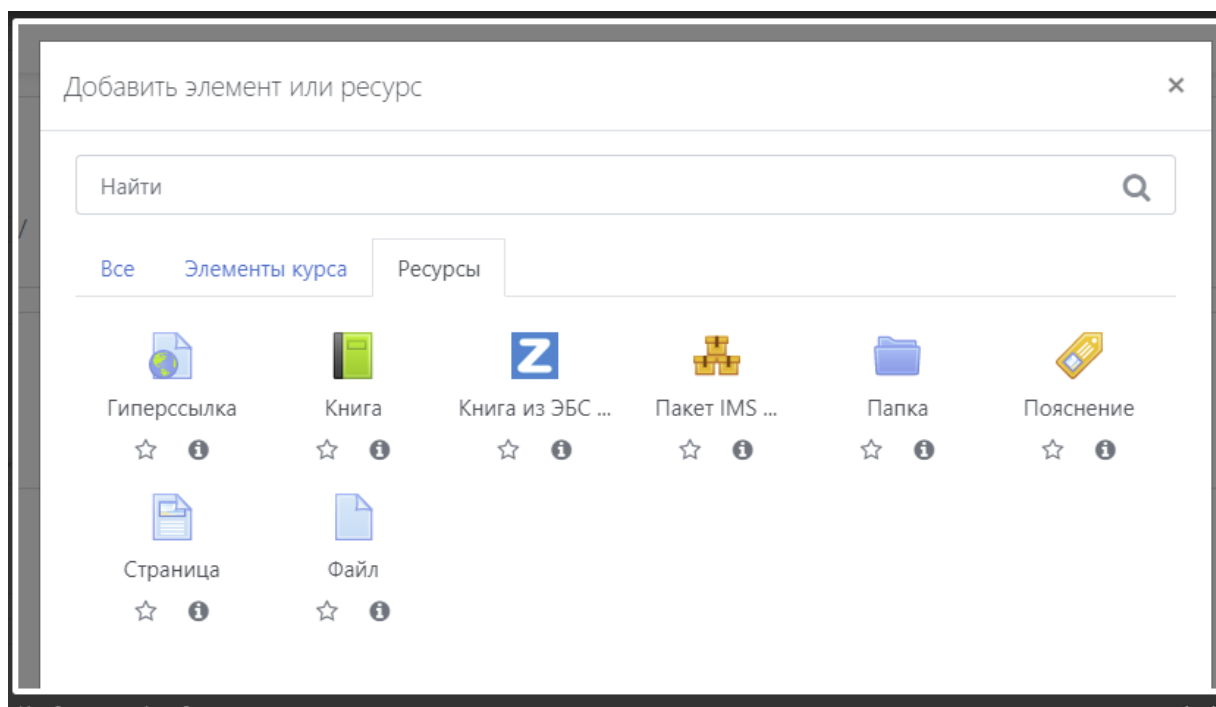 Добавить элемент или ресурс ×
Найти
Все Элементы курса Ресурсы
Гиперссылка Книга Книга из ЭБС ... Пакет IMS ... Папка Пояснение
Страница Файл